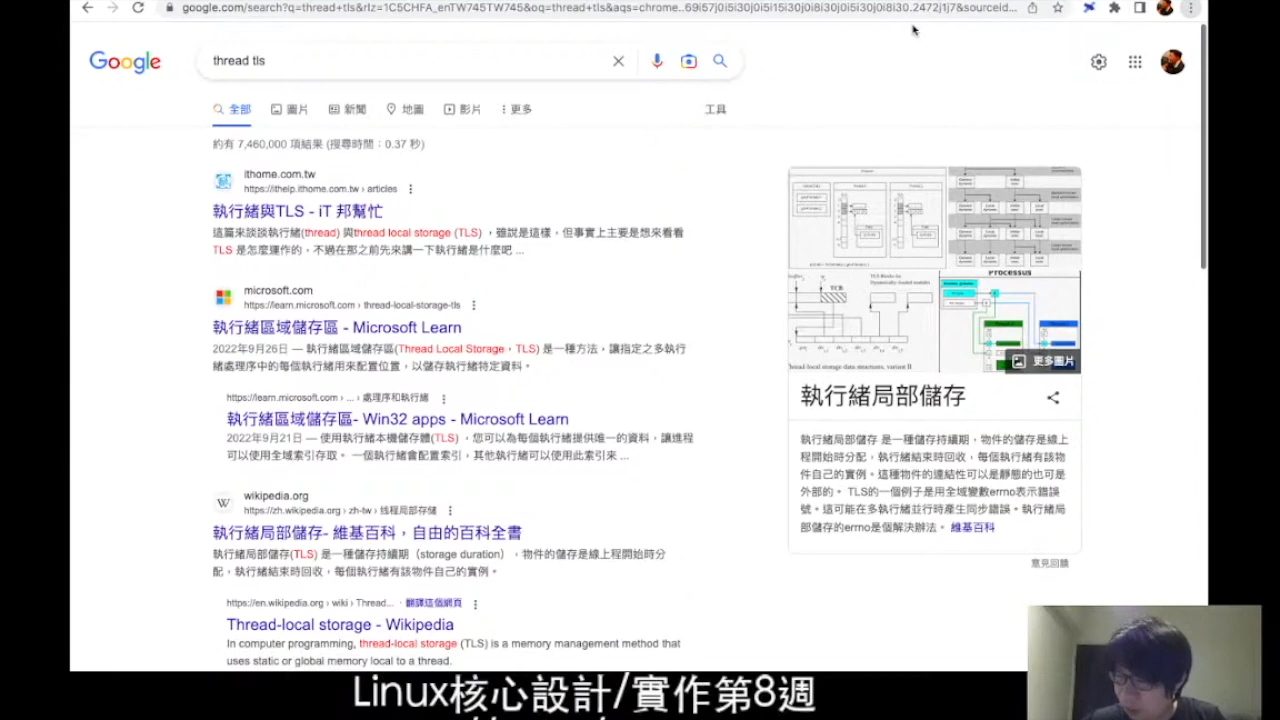 google.com/search?q=thread+tls&rlz=1C5CHFA_enTW745TW745&oq=thread+tls&aqs=chrome..69i57j0i5i30j0i5i15i30j0i8i30j0i5i30j0i8i30.2472j1j7&sourceid...
Google
thread tls
全部 圖片 新聞 地圖 影片 更多 工具
約有 7,460,000 項結果 (搜尋時間：0.37 秒)
ithome.com.tw
https://ithelp.ithome.com.tw › articles
執行緒與TLS - iT 邦幫忙
這篇來談談執行緒(thread) 與thread local storage (TLS) ，雖說是這樣，但事實上主要是想來看看
TLS 是怎麼運作的，不過在那之前先來講一下執行緒是什麼吧 ...
microsoft.com
https://learn.microsoft.com › thread-local-storage-tls
執行緒區域儲存區 - Microsoft Learn
2022年9月26日 — 執行緒區域儲存區(Thread Local Storage，TLS) 是一種方法，讓指定之多執行
緒處理序中的每個執行緒用來配置位置，以儲存執行緒特定資料。
https://learn.microsoft.com › ... › 處理序和執行緒
執行緒區域儲存區- Win32 apps - Microsoft Learn
2022年9月21日 — 使用執行緒本機儲存體(TLS) ，您可以為每個執行緒提供唯一的資料，讓進程
可以使用全域索引存取。 一個執行緒會配置索引，其他執行緒可以使用此索引來 ...
wikipedia.org
https://zh.wikipedia.org › zh-tw › 线程局部存储
執行緒局部儲存- 維基百科，自由的百科全書
執行緒局部儲存(TLS) 是一種存儲持續期（storage duration），物件的儲存是線上程開始時分
配，執行緒結束時回收，每個執行緒有該物件自己的實例。
https://en.wikipedia.org › wiki › Thread... · 翻譯這個網頁
Thread-local storage - Wikipedia
In computer programming, thread-local storage (TLS) is a memory management method that
uses static or global memory local to a thread.
Processus
TCB
TCS Blocks for
Dynamically-loaded modules
Thread local storage data structures, variant II
更多圖片
執行緒局部儲存
執行緒局部儲存 是一種儲存持續期，物件的儲存是線上
程開始時分配，執行緒結束時回收，每個執行緒有該物
件自己的實例。這種物件的連結性可以是靜態的也可是
外部的。 TLS的一個例子是用全域變數errno表示錯誤
號。這可能在多執行緒並行時產生同步錯誤。執行緒局
部儲存的errno是個解決辦法。 維基百科
意見回饋
Linux核心設計/實作第8週